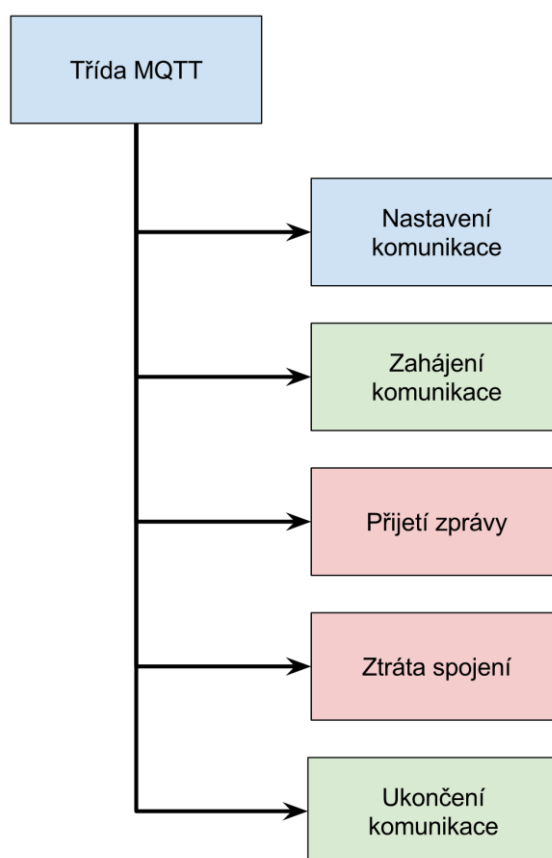 Třída MQTT
Nastavení
komunikace
Zahájení
komunikace
Přijetí zprávy
Ztráta spojení
Ukončení
komunikace